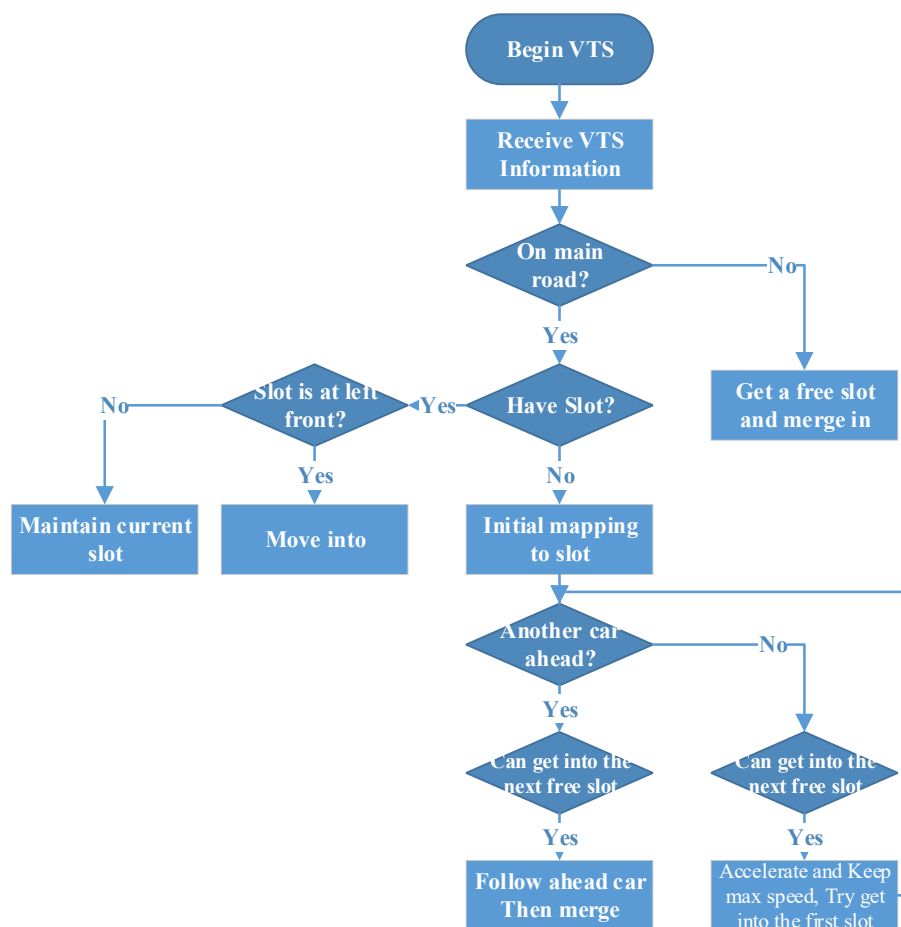 Begin VTS
Receive VTS
Information
On main
road?
No
Yes
Get a free slot
and merge in
Slot is at left
front?
No
Yes
Have Slot?
Yes
No
Maintain current
slot
Move into
Initial mapping
to slot
Another car
ahead?
No
Yes
Can get into the
next free slot
Can get into the
next free slot
Yes
Yes
Follow ahead car
Then merge
Accelerate and Keep
max speed, Try get
into the first slot